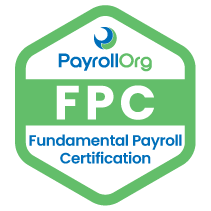 PayrollOrg
FPC
Fundamental Payroll
Certification